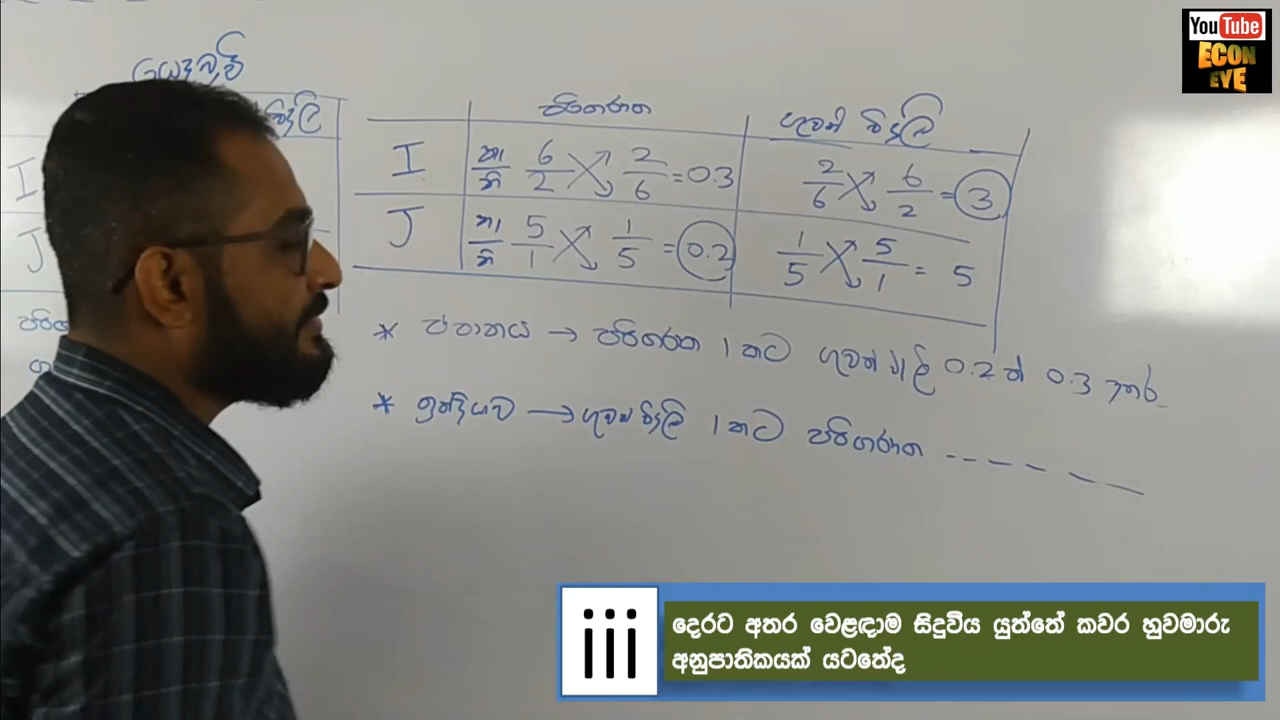 YouTube
ECON
EYE
යෙදවුම්
විදුලි
පරිගණක
ගුවන් විදුලි
I
නා/නි 6/2 2/6 = 0.3
2/6 6/2 = 3
J
නා/නි 5/1 1/5 = 0.2
1/5 5/1 = 5
I
J
* ජපානය → පරිගණක 1 කට ගුවන් විදුලි 0.2 ත් 0.3 අතර
* ඉන්දියාව → ගුවන් විදුලි 1 කට පරිගණක
iii
දෙරට අතර වෙළඳාම සිදුවිය යුත්තේ කවර හුවමාරු
අනුපාතිකයක් යටතේද